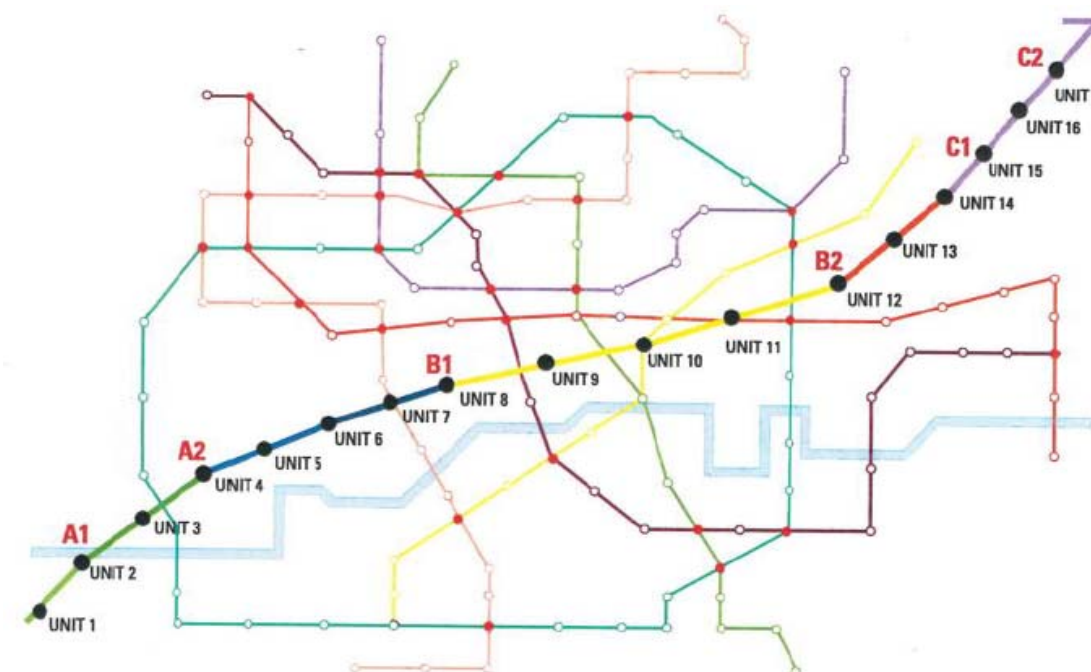 C2
UNIT
UNIT 16
C1
UNIT 15
UNIT 14
UNIT 13
B2
UNIT 12
UNIT 11
UNIT 10
B1
UNIT 9
UNIT 8
UNIT 7
UNIT 6
A2
UNIT 5
UNIT 4
UNIT 3
A1
UNIT 2
UNIT 1